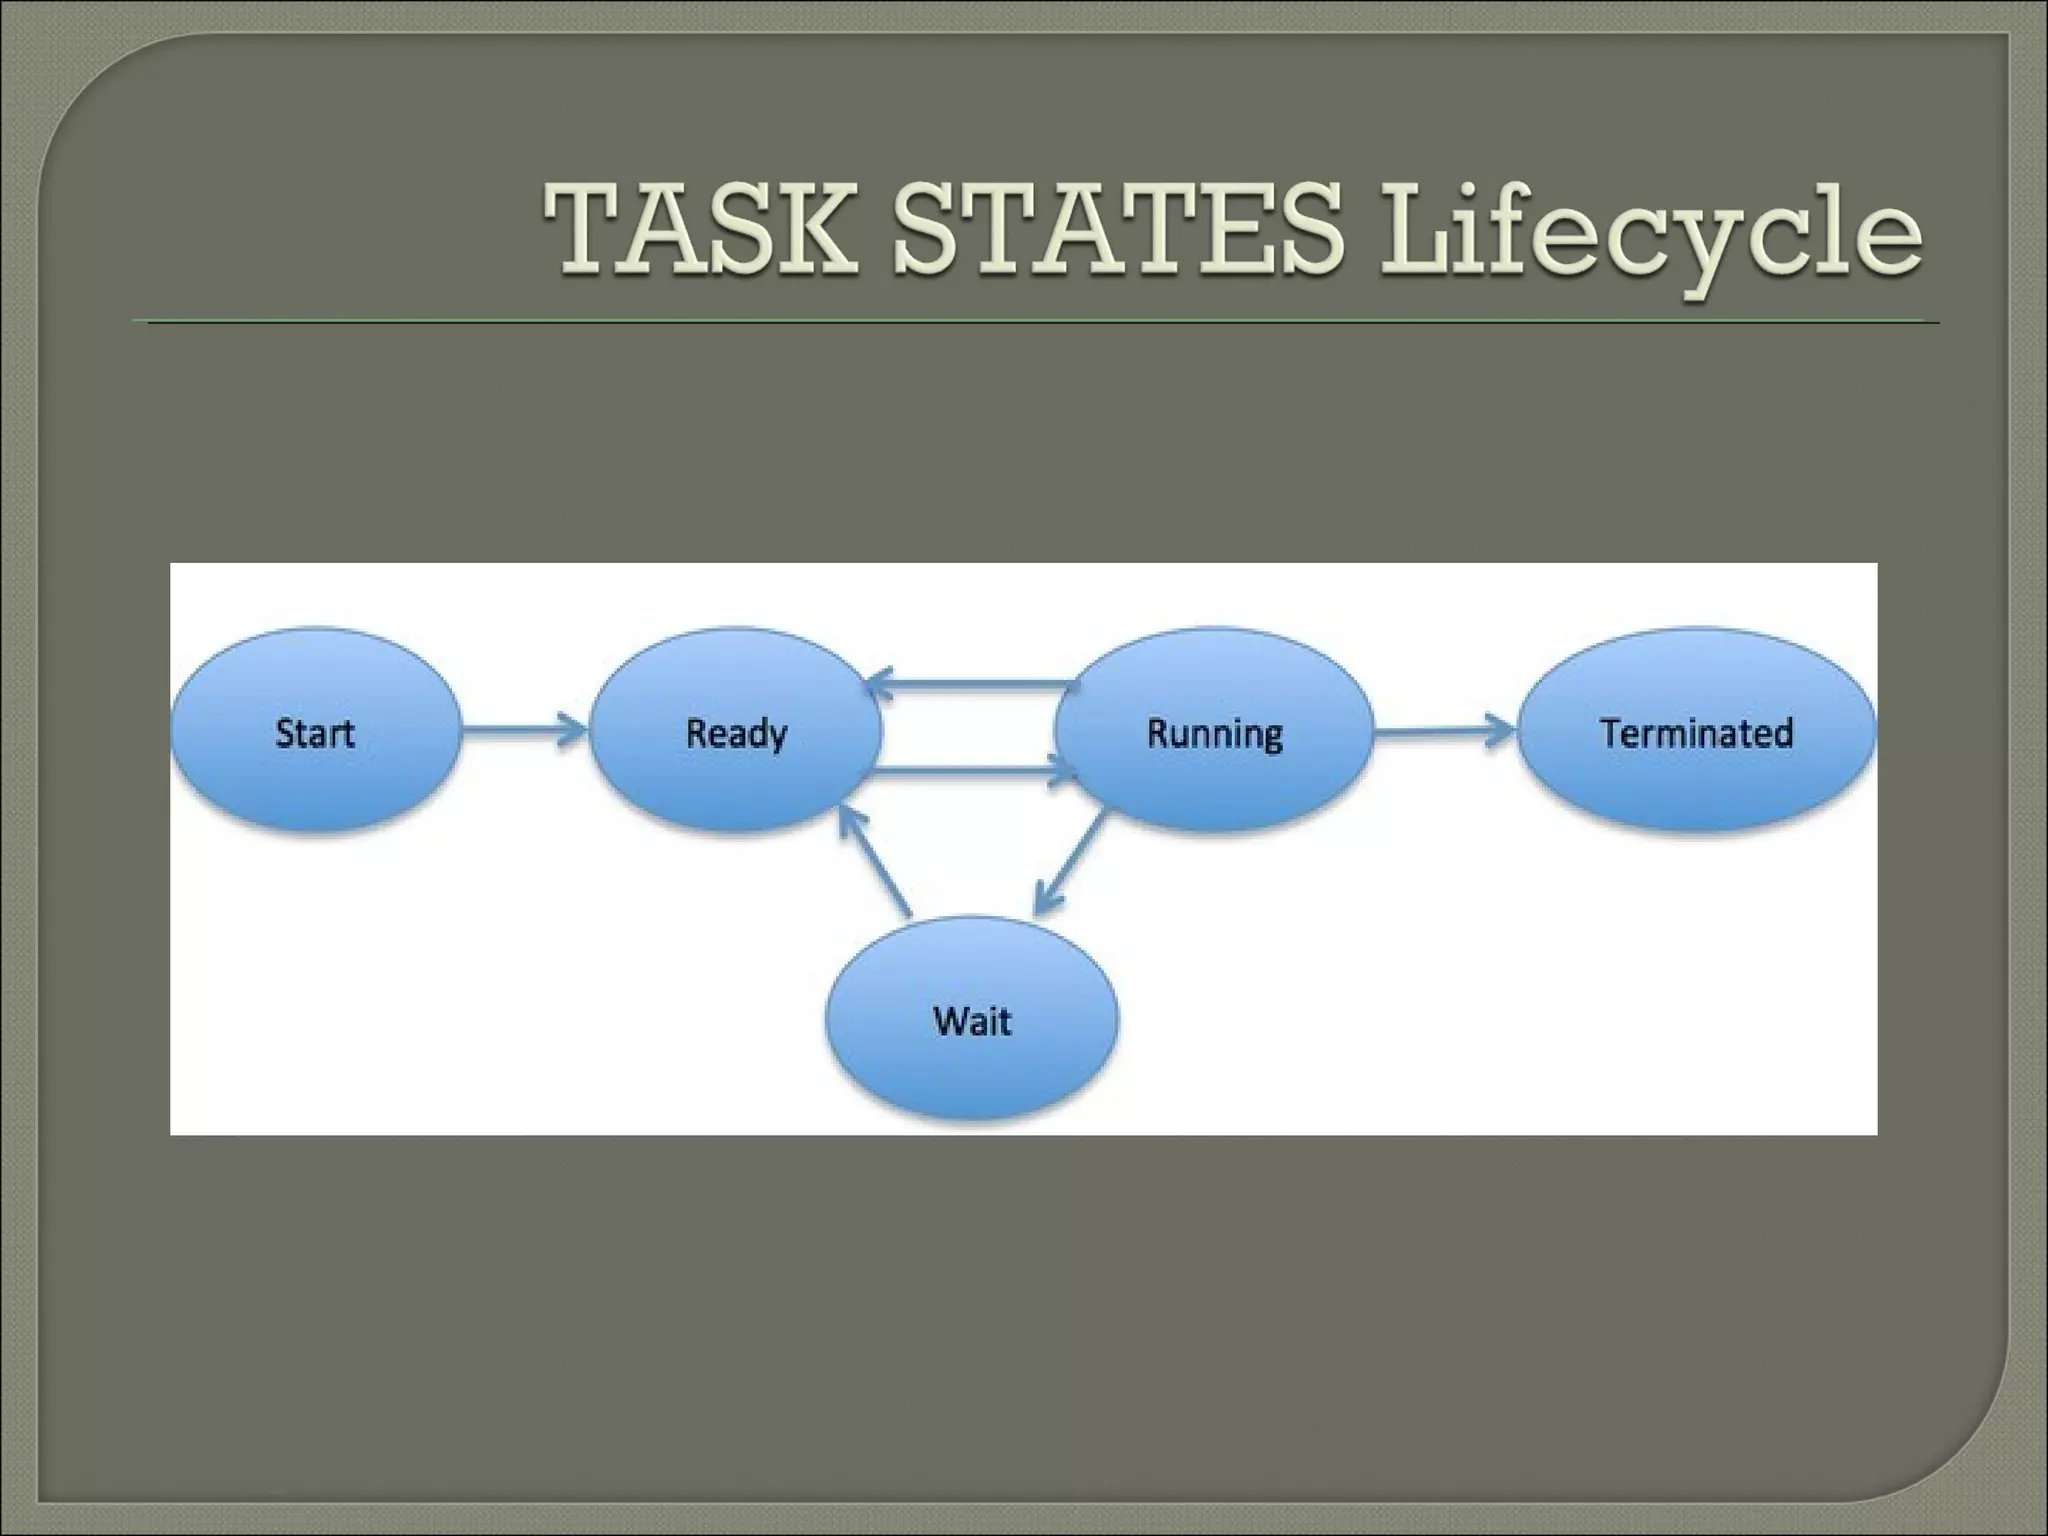 TASK STATES Lifecycle
Start
Ready
Running
Terminated
Wait